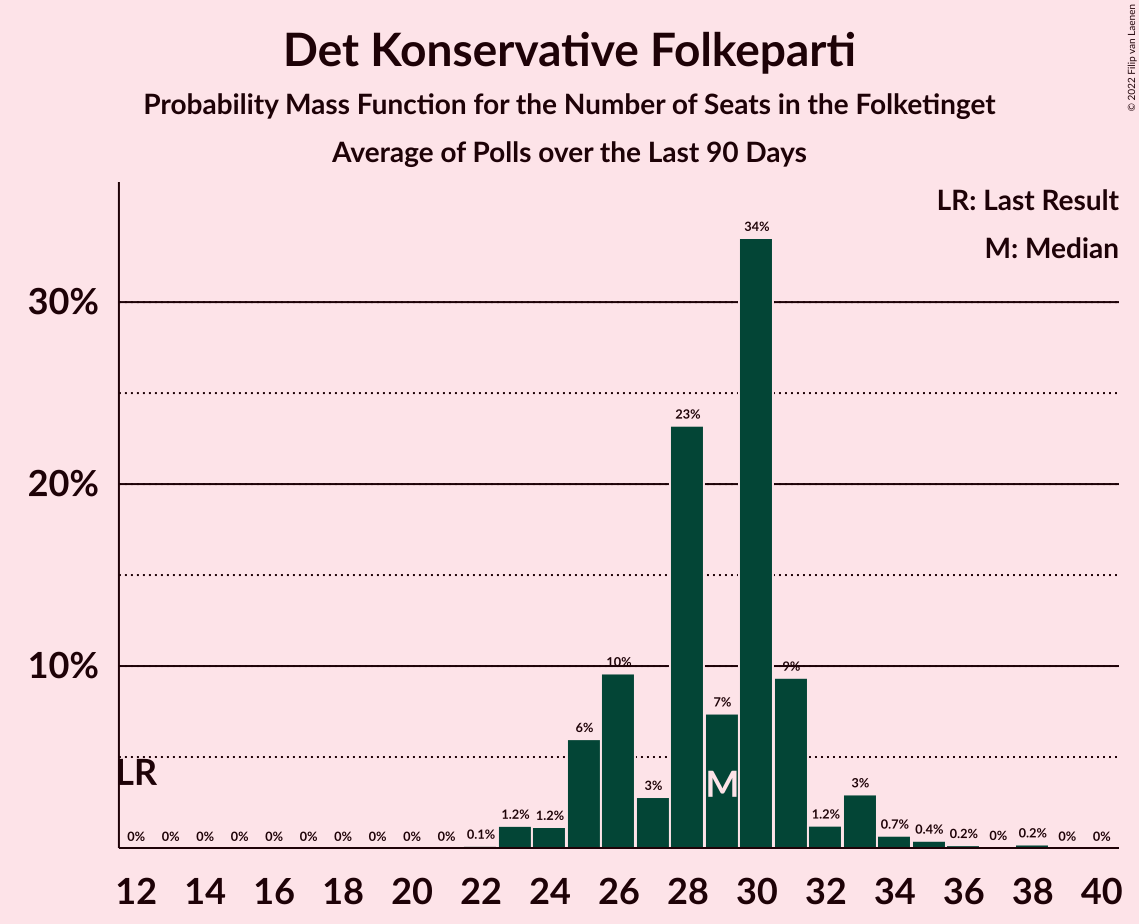 Det Konservative Folkeparti
Probability Mass Function for the Number of Seats in the Folketinget
Average of Polls over the Last 90 Days
© 2022 Filip van Laenen
LR: Last Result
M: Median
30%
20%
10%
34%
23%
10%
9%
7%
6%
3%
3%
LR
M
0% 0% 0% 0% 0% 0% 0% 0% 0% 0% 0.1% 1.2% 1.2% 1.2% 0.7% 0.4% 0.2% 0% 0.2% 0% 0%
12 14 16 18 20 22 24 26 28 30 32 34 36 38 40